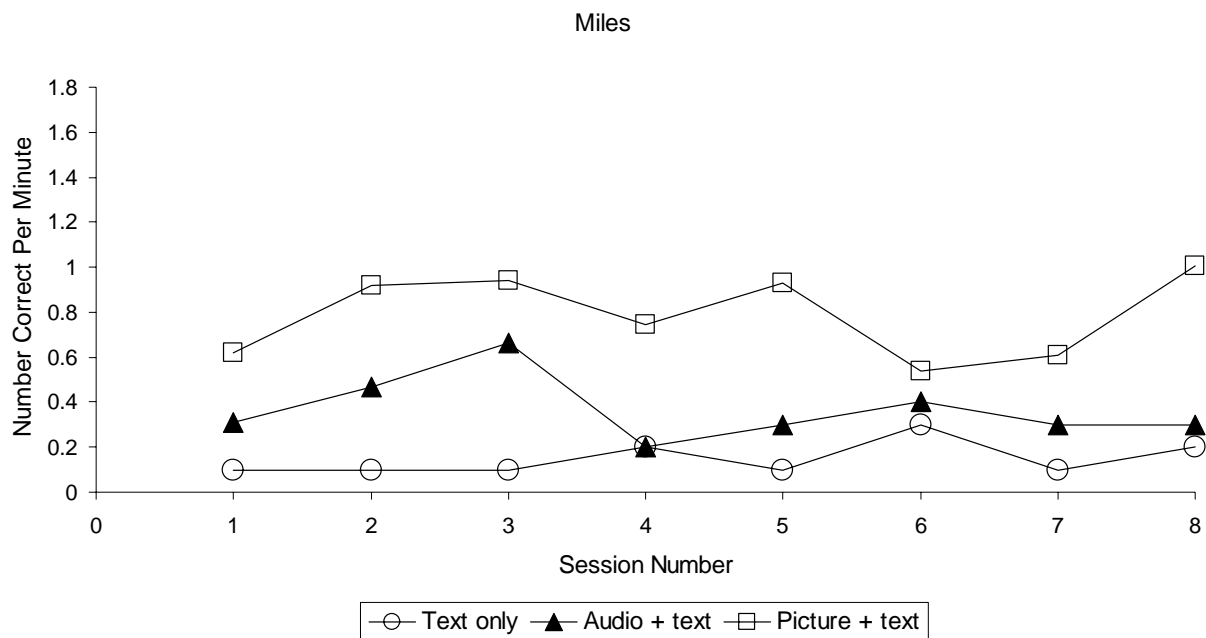 Miles
Number Correct Per Minute
1.8
1.6
1.4
1.2
1
0.8
0.6
0.4
0.2
0
0 1 2 3 4 5 6 7 8
Session Number
Text only Audio + text Picture + text